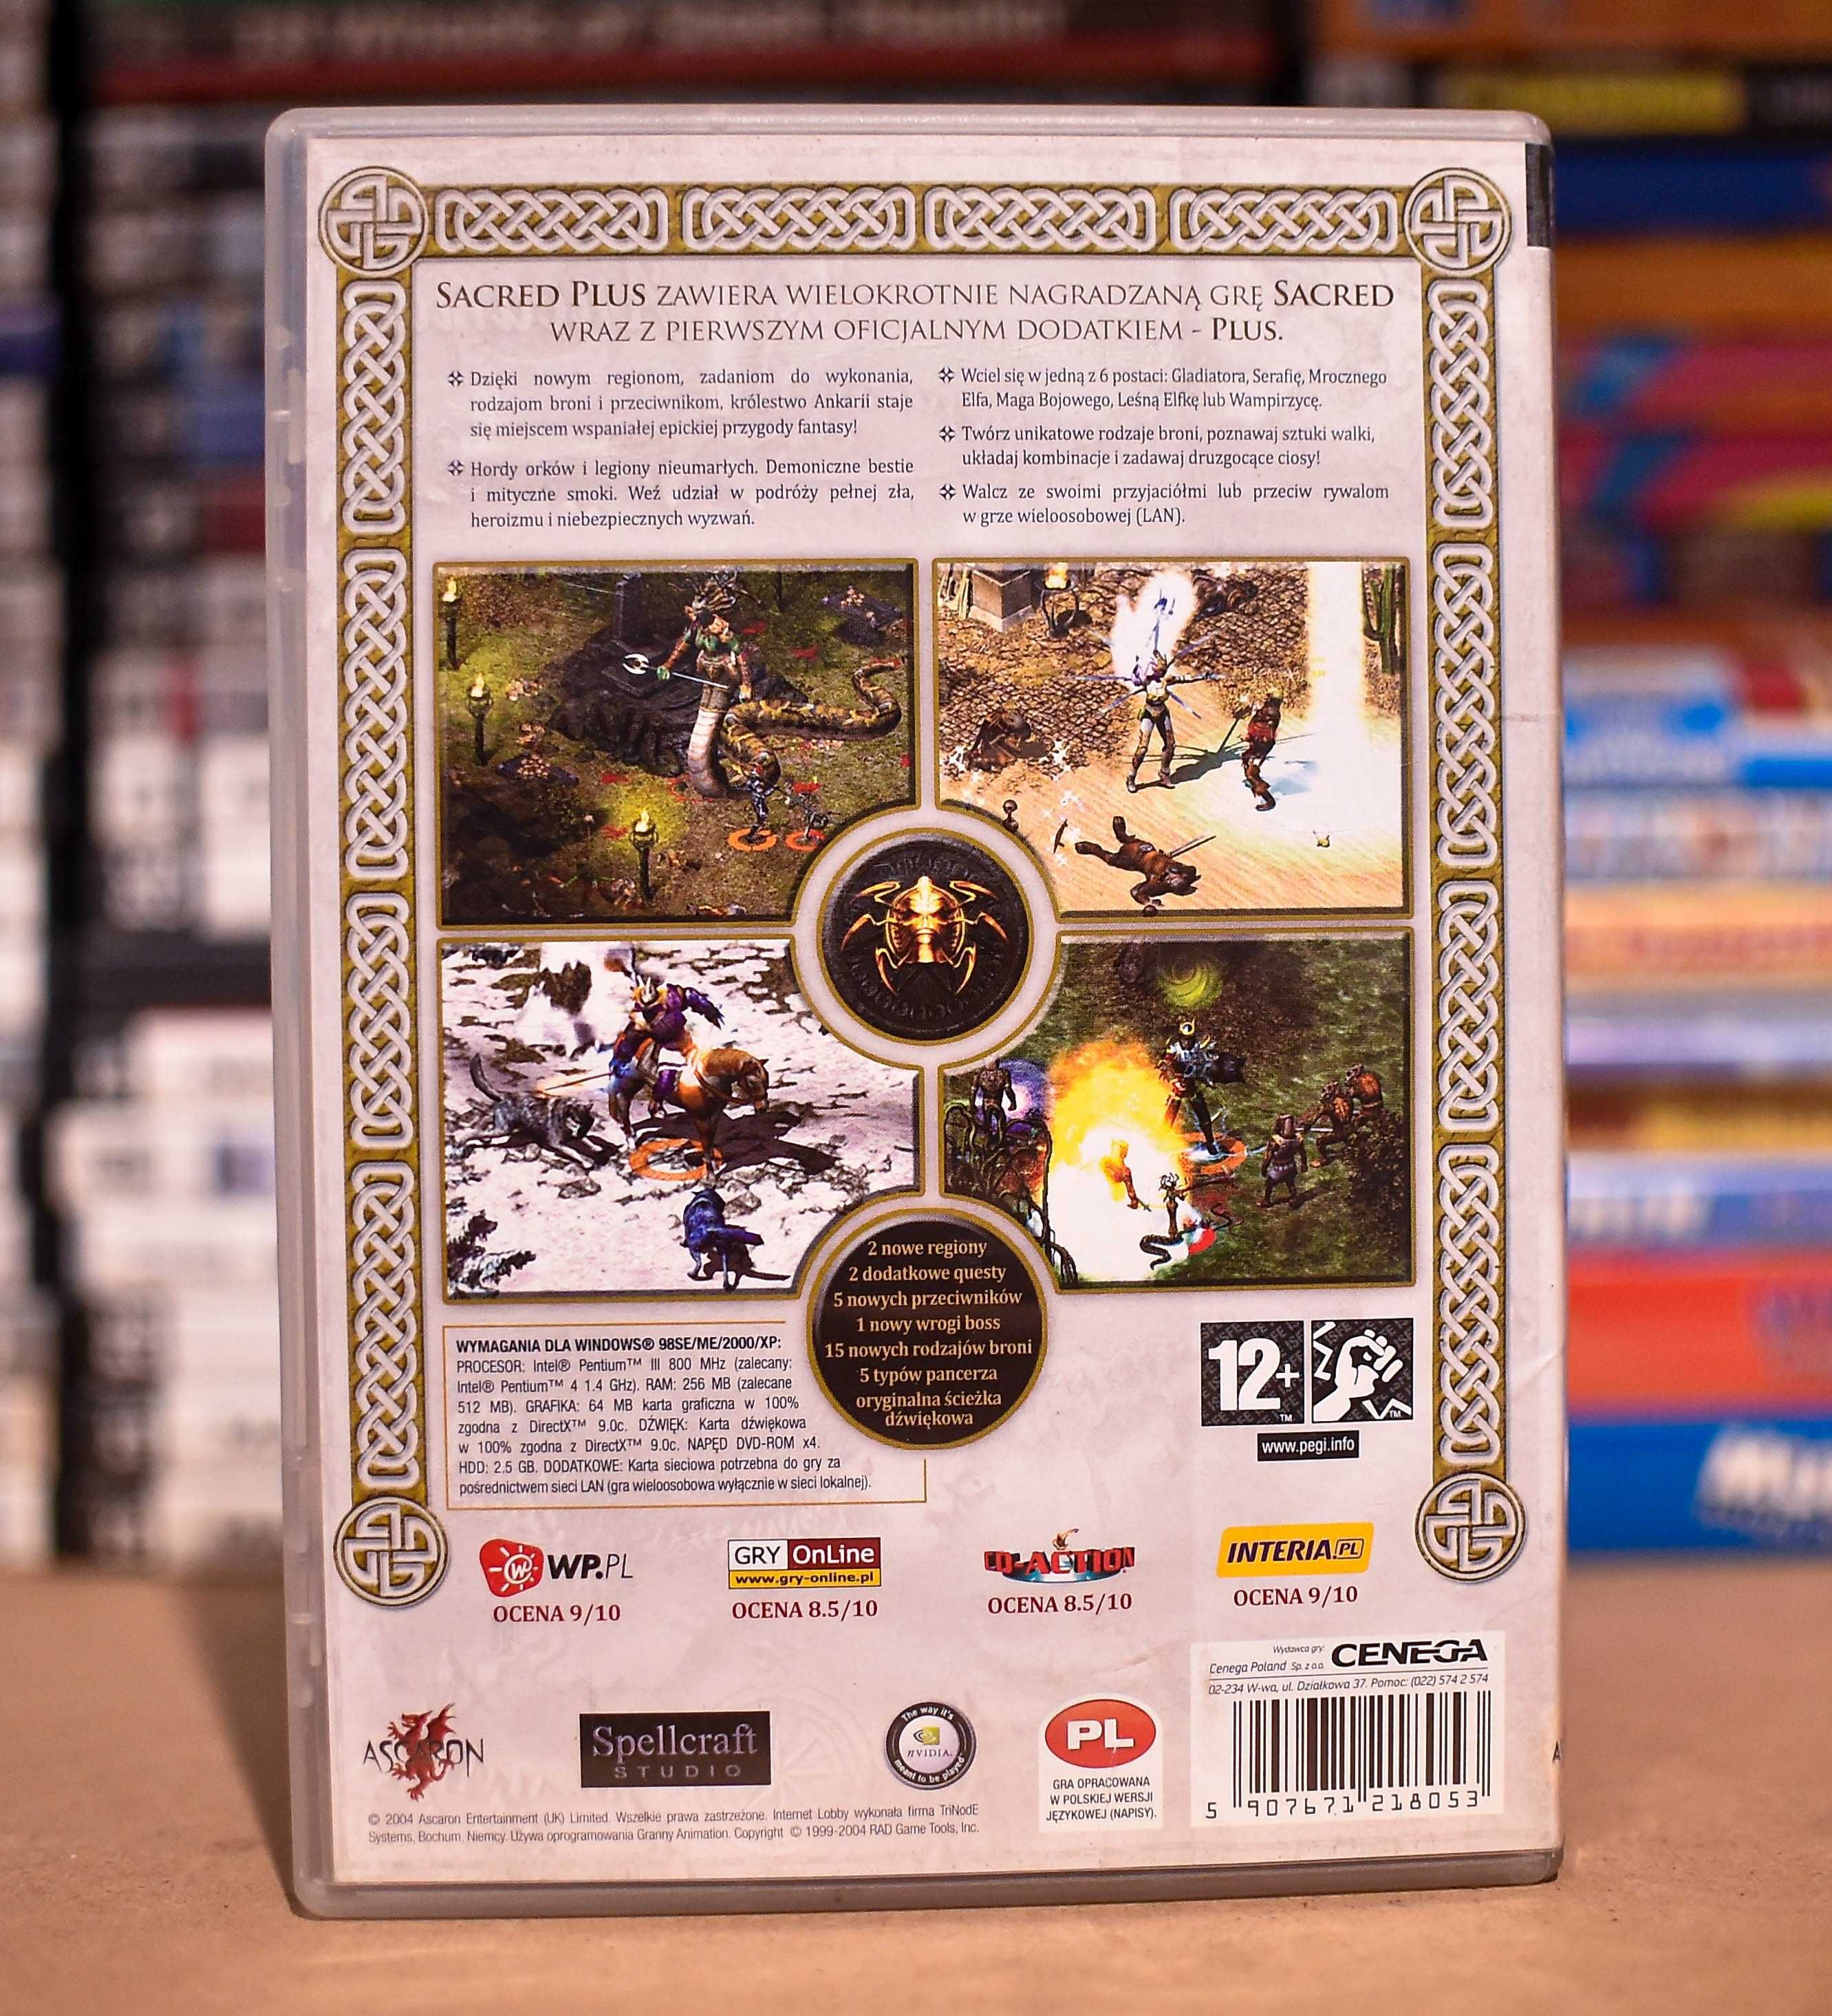 SACRED PLUS ZAWIERA WIELOKROTNIE NAGRADZANĄ GRĘ SACRED
WRAZ Z PIERWSZYM OFICJALNYM DODATKIEM - PLUS.
Dzięki nowym regionom, zadaniom do wykonania,
rodzajom broni i przeciwnikom, królestwo Ankarii staje
się miejscem wspaniałej epickiej przygody fantasy!
Hordy orków i legiony nieumarłych. Demoniczne bestie
i mityczne smoki. Weź udział w podróży pełnej zła,
heroizmu i niebezpiecznych wyzwań.
Wciel się w jedną z 6 postaci: Gladiatora, Serafię, Mrocznego
Elfa, Maga Bojowego, Leśną Elfkę lub Wampirzycę.
Twórz unikatowe rodzaje broni, poznawaj sztuki walki,
układaj kombinacje i zadawaj druzgocące ciosy!
Walcz ze swoimi przyjaciółmi lub przeciw rywalom
w grze wieloosobowej (LAN).
2 nowe regiony
2 dodatkowe questy
5 nowych przeciwników
1 nowy wrogi boss
15 nowych rodzajów broni
5 typów pancerza
oryginalna ścieżka
dźwiękowa
WYMAGANIA DLA WINDOWS® 98SE/ME/2000/XP:
PROCESOR: Intel® Pentium™ III 800 MHz (zalecany:
Intel® Pentium™ 4 1.4 GHz). RAM: 256 MB (zalecane
512 MB). GRAFIKA: 64 MB karta graficzna w 100%
zgodna z DirectX™ 9.0c. DŹWIĘK: Karta dźwiękowa
w 100% zgodna z DirectX™ 9.0c. NAPĘD DVD-ROM x4.
HDD: 2.5 GB. DODATKOWE: Karta sieciowa potrzebna do gry za
pośrednictwem sieci LAN (gra wieloosobowa wyłącznie w sieci lokalnej).
12+ ™
™
www.pegi.info
WP.PL
OCENA 9/10
GRY OnLine
www.gry-online.pl
OCENA 8.5/10
CD-ACTION
OCENA 8.5/10
INTERIA.PL
OCENA 9/10
Wydawca gry: CENEGA
Cenega Poland Sp. z o.o.
02-234 W-wa, ul. Działkowa 37. Pomoc: (022) 574 2 574
5 907671 218053
ASCARON
Spellcraft
STUDIO
The way it's
nVIDIA.
meant to be played
PL
GRA OPRACOWANA
W POLSKIEJ WERSJI
JĘZYKOWEJ (NAPISY).
© 2004 Ascaron Entertainment (UK) Limited. Wszelkie prawa zastrzeżone. Internet Lobby wykonała firma TriNodE
Systems, Bochum, Niemcy. Używa oprogramowania Granny Animation. Copyright © 1999-2004 RAD Game Tools, Inc.